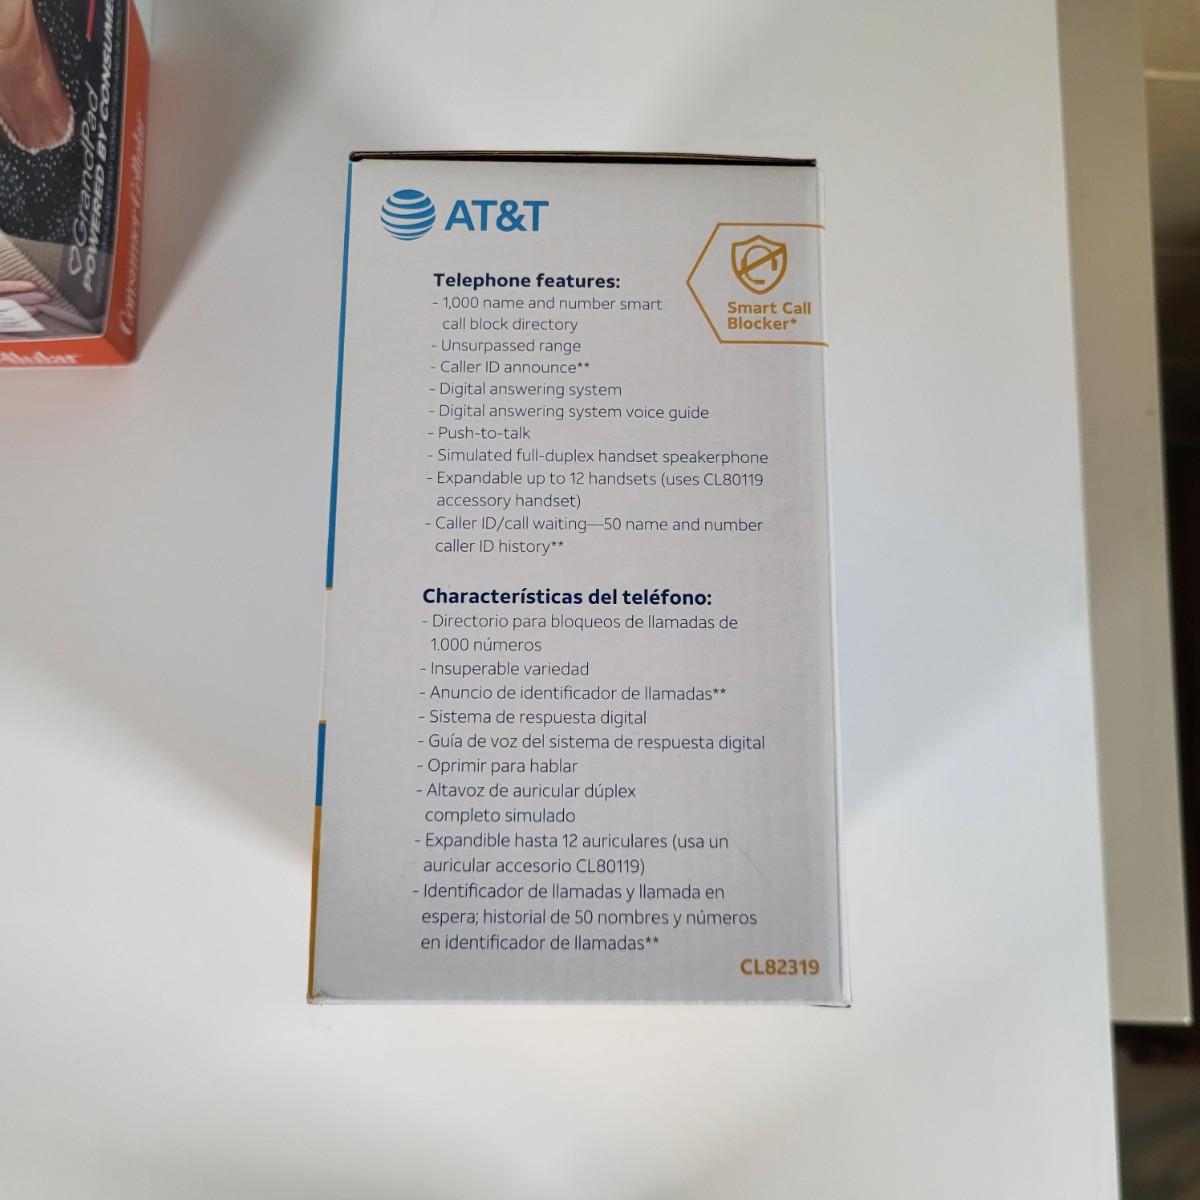 GrandPad
POWERED BY CONSUMER
Consumer Cellular
AT&T
Smart Call
Blocker*
Telephone features:
- 1,000 name and number smart
call block directory
- Unsurpassed range
- Caller ID announce**
- Digital answering system
- Digital answering system voice guide
- Push-to-talk
- Simulated full-duplex handset speakerphone
- Expandable up to 12 handsets (uses CL80119
accessory handset)
- Caller ID/call waiting—50 name and number
caller ID history**
Características del teléfono:
- Directorio para bloqueos de llamadas de
1.000 números
- Insuperable variedad
- Anuncio de identificador de llamadas**
- Sistema de respuesta digital
- Guía de voz del sistema de respuesta digital
- Oprimir para hablar
- Altavoz de auricular dúplex
completo simulado
- Expandible hasta 12 auriculares (usa un
auricular accesorio CL80119)
- Identificador de llamadas y llamada en
espera; historial de 50 nombres y números
en identificador de llamadas**
CL82319